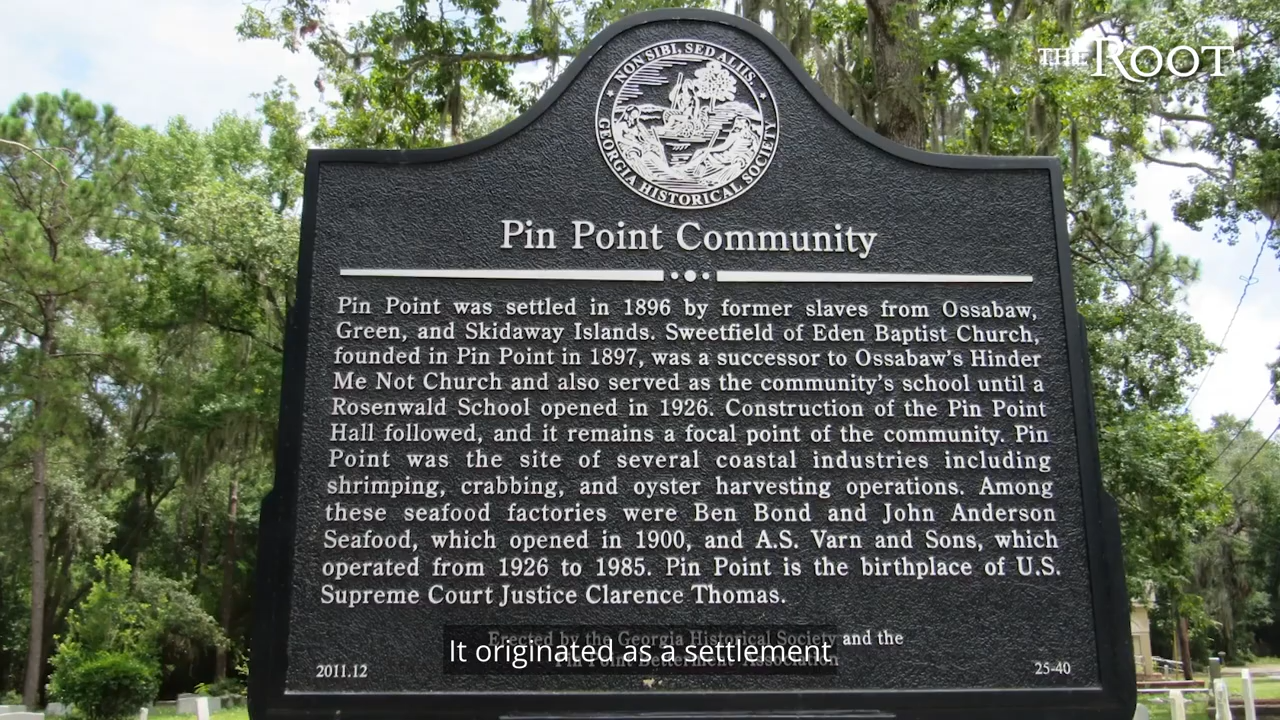 THE ROOT
NON SIBI, SED ALIIS.
GEORGIA HISTORICAL SOCIETY
Pin Point Community
Pin Point was settled in 1896 by former slaves from Ossabaw,
Green, and Skidaway Islands. Sweetfield of Eden Baptist Church,
founded in Pin Point in 1897, was a successor to Ossabaw's Hinder
Me Not Church and also served as the community's school until a
Rosenwald School opened in 1926. Construction of the Pin Point
Hall followed, and it remains a focal point of the community. Pin
Point was the site of several coastal industries including
shrimping, crabbing, and oyster harvesting operations. Among
these seafood factories were Ben Bond and John Anderson
Seafood, which opened in 1900, and A.S. Varn and Sons, which
operated from 1926 to 1985. Pin Point is the birthplace of U.S.
Supreme Court Justice Clarence Thomas.
Erected by the Georgia Historical Society and the
Pin Point Betterment Association
It originated as a settlement
2011.12
25-40